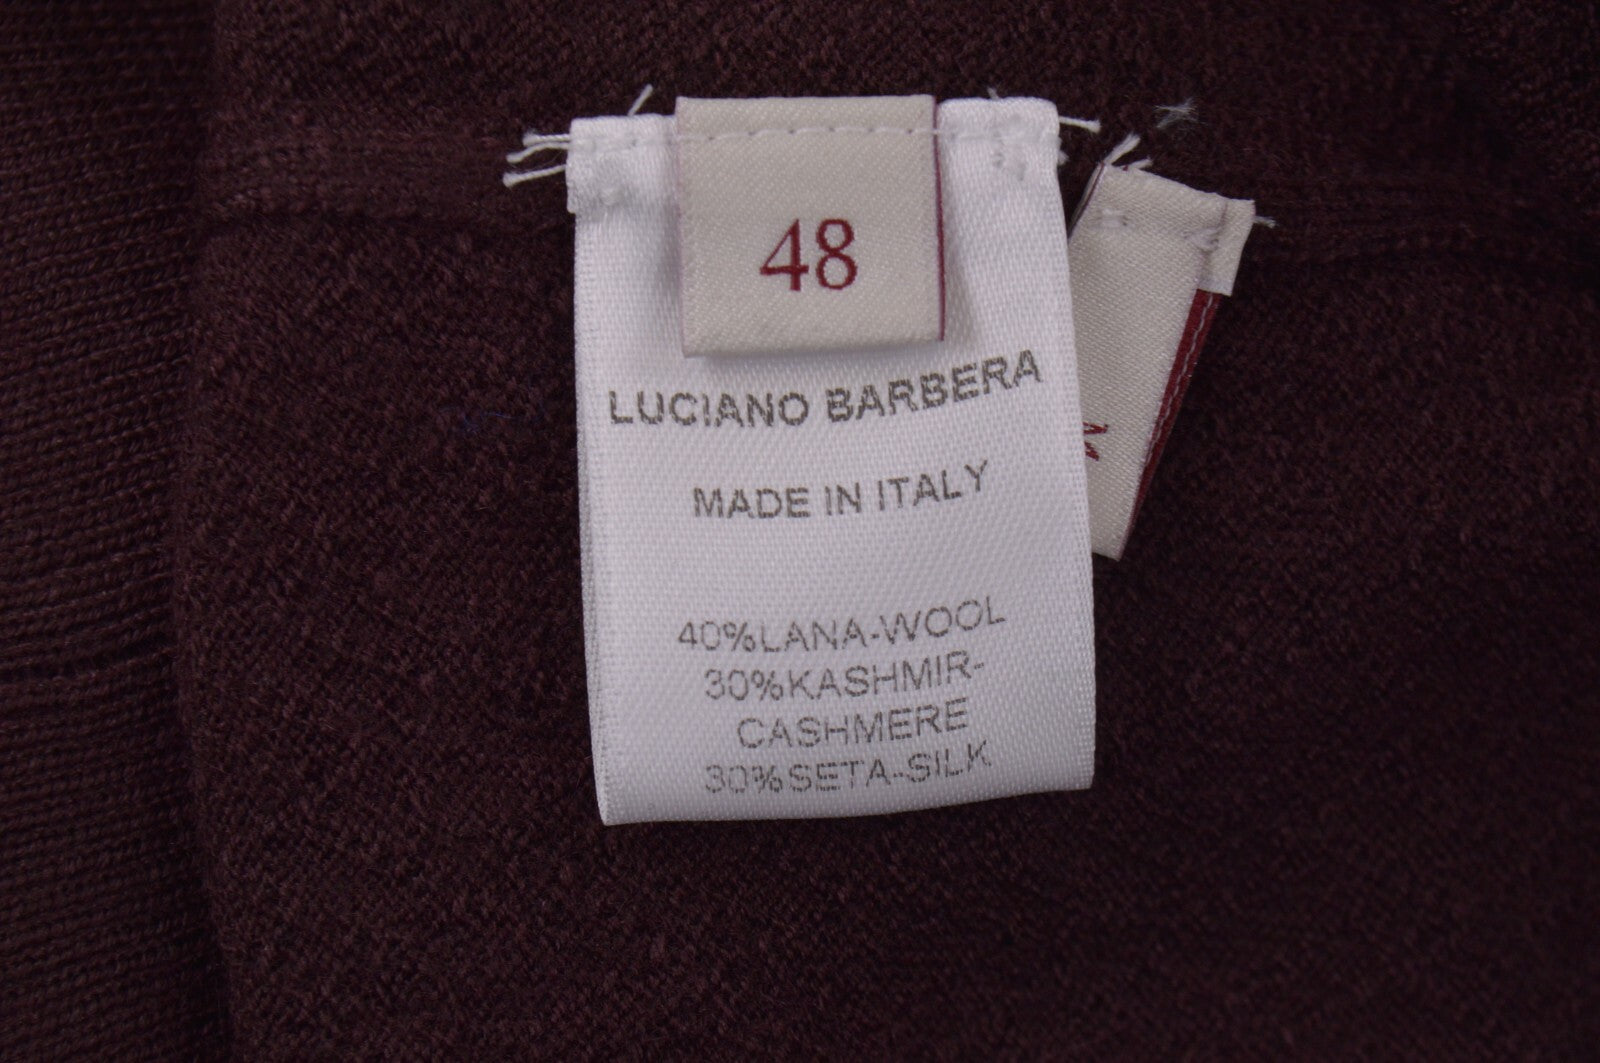 48
LUCIANO BARBERA
MADE IN ITALY
40%LANA-WOOL
30%KASHMIR-
CASHMERE
30%SETA-SILK